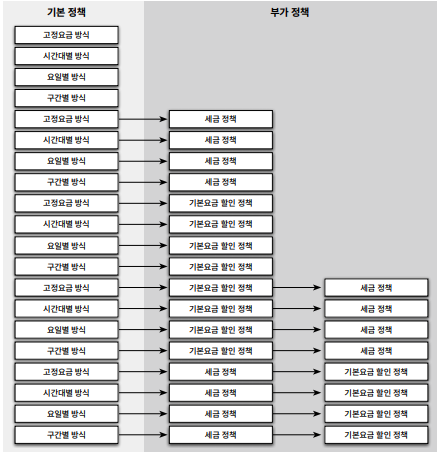 기본 정책 부가 정책
고정요금 방식
시간대별 방식
요일별 방식
구간별 방식
고정요금 방식 세금 정책
시간대별 방식 세금 정책
요일별 방식 세금 정책
구간별 방식 세금 정책
고정요금 방식 기본요금 할인 정책
시간대별 방식 기본요금 할인 정책
요일별 방식 기본요금 할인 정책
구간별 방식 기본요금 할인 정책
고정요금 방식 기본요금 할인 정책 세금 정책
시간대별 방식 기본요금 할인 정책 세금 정책
요일별 방식 기본요금 할인 정책 세금 정책
구간별 방식 기본요금 할인 정책 세금 정책
고정요금 방식 세금 정책 기본요금 할인 정책
시간대별 방식 세금 정책 기본요금 할인 정책
요일별 방식 세금 정책 기본요금 할인 정책
구간별 방식 세금 정책 기본요금 할인 정책